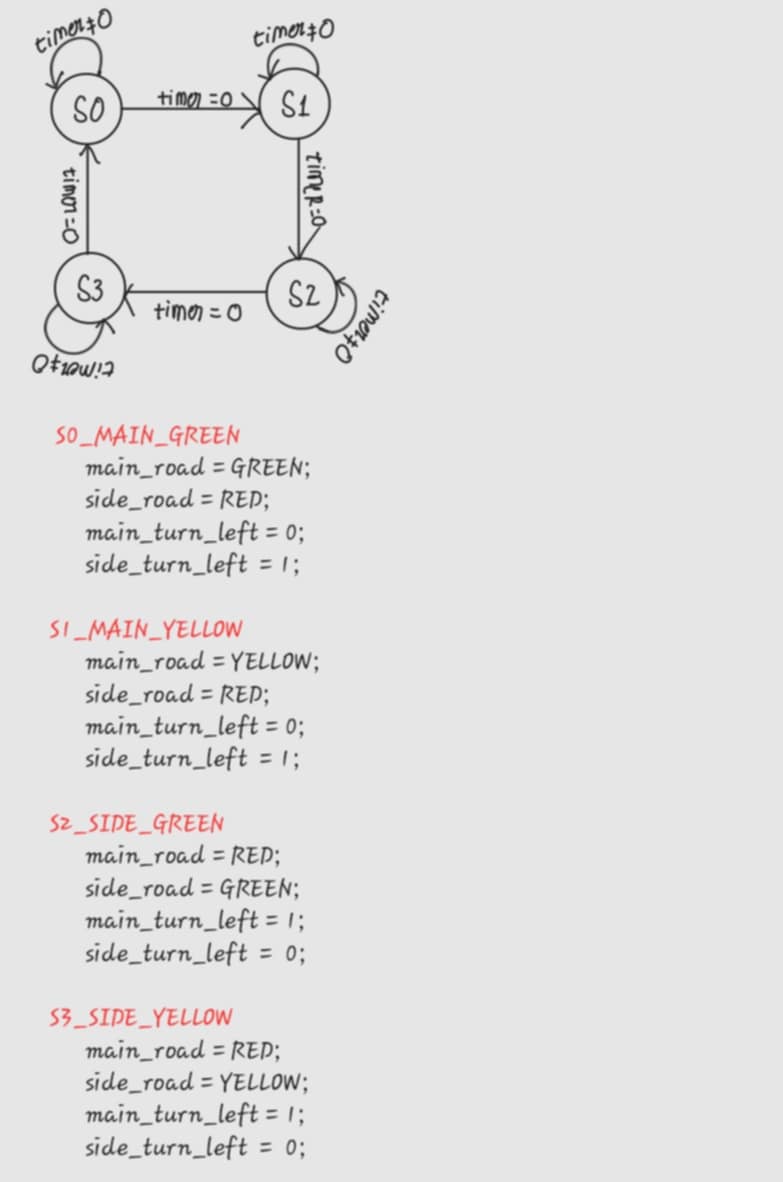 timer≠0
timer≠0
S0
timer=0
S1
timer=0
timer=0
S3
S2
timer=0
timer≠0
timer≠0
S0_MAIN_GREEN
main_road = GREEN;
side_road = RED;
main_turn_left = 0;
side_turn_left = 1;
S1_MAIN_YELLOW
main_road = YELLOW;
side_road = RED;
main_turn_left = 0;
side_turn_left = 1;
S2_SIDE_GREEN
main_road = RED;
side_road = GREEN;
main_turn_left = 1;
side_turn_left = 0;
S3_SIDE_YELLOW
main_road = RED;
side_road = YELLOW;
main_turn_left = 1;
side_turn_left = 0;